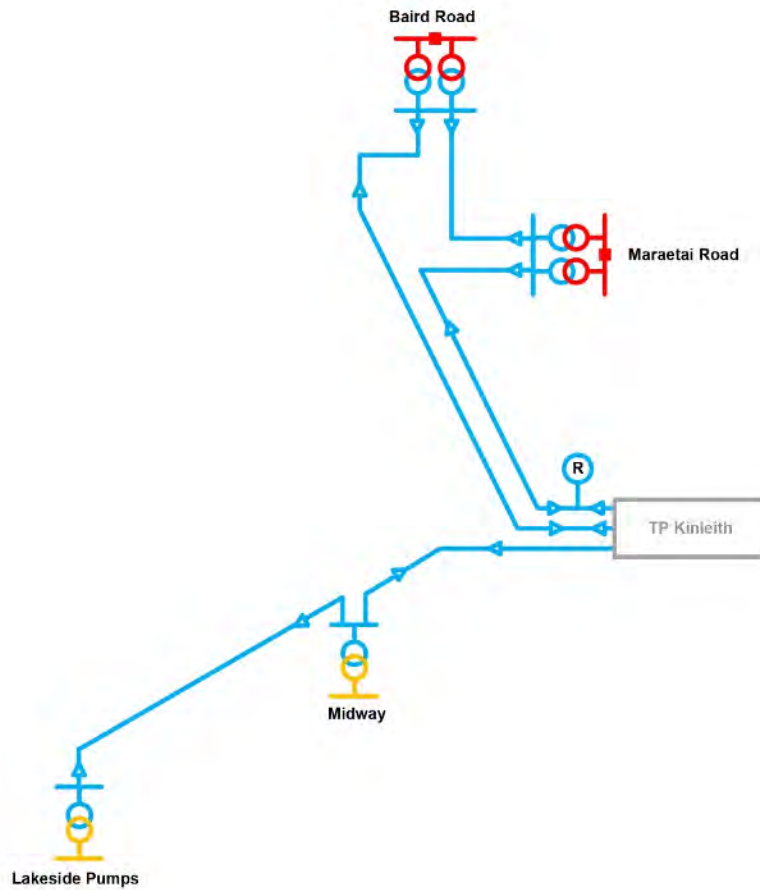 Baird Road
Maraetai Road
R
TP Kinleith
Midway
Lakeside Pumps